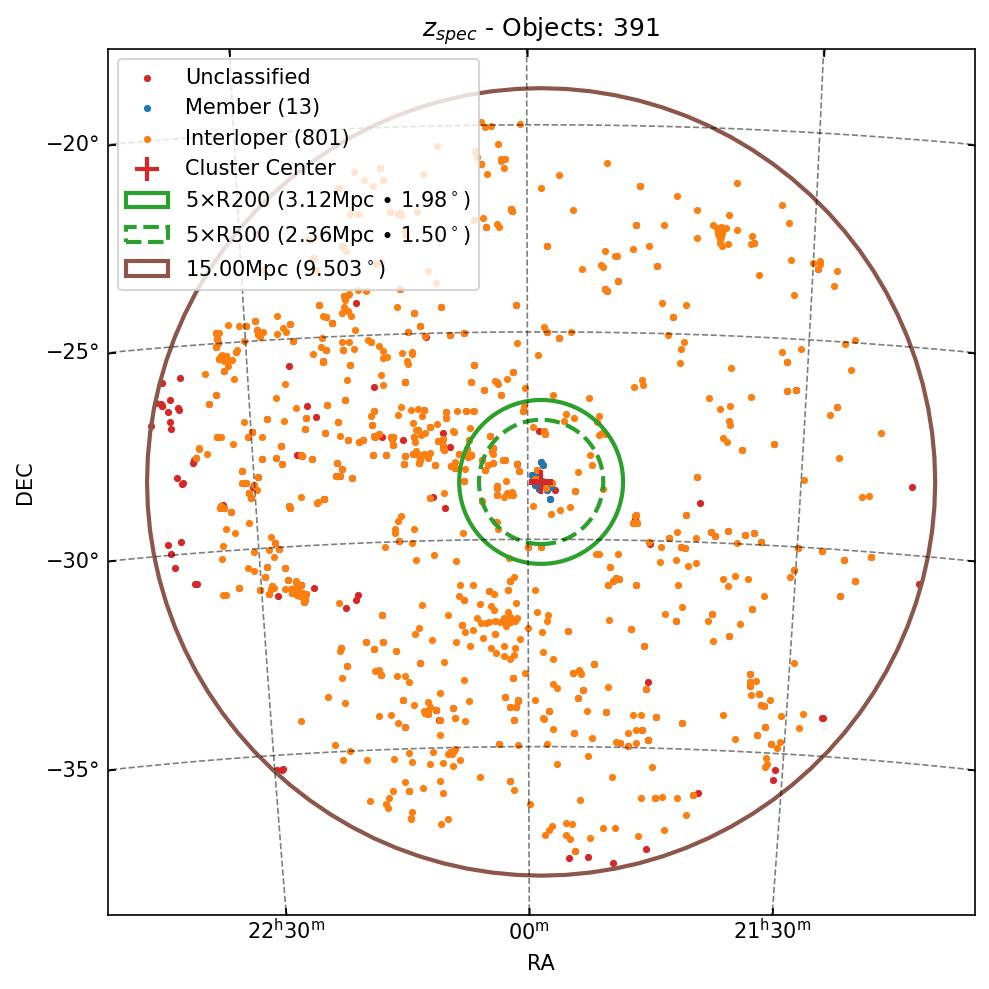 z_spec - Objects: 391
Unclassified
Member (13)
Interloper (801)
Cluster Center
5×R200 (3.12Mpc • 1.98°)
5×R500 (2.36Mpc • 1.50°)
15.00Mpc (9.503°)
−20°
−25°
−30°
−35°
DEC
22h30m
00m
21h30m
RA